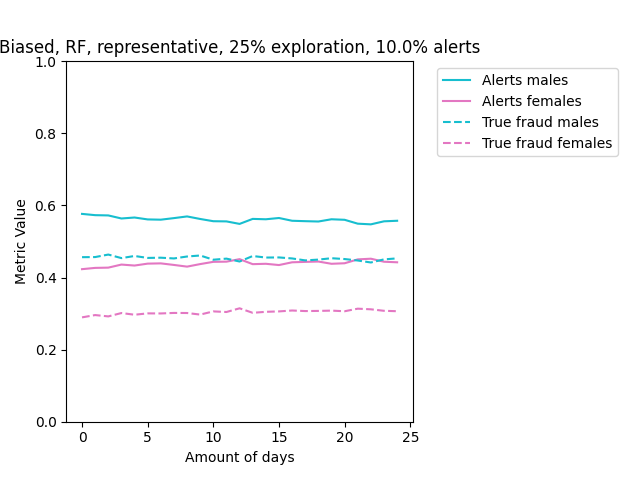 Biased, RF, representative, 25% exploration, 10.0% alerts
Alerts males
Alerts females
True fraud males
True fraud females
Metric Value
1.0
0.8
0.6
0.4
0.2
0.0
0 5 10 15 20 25
Amount of days